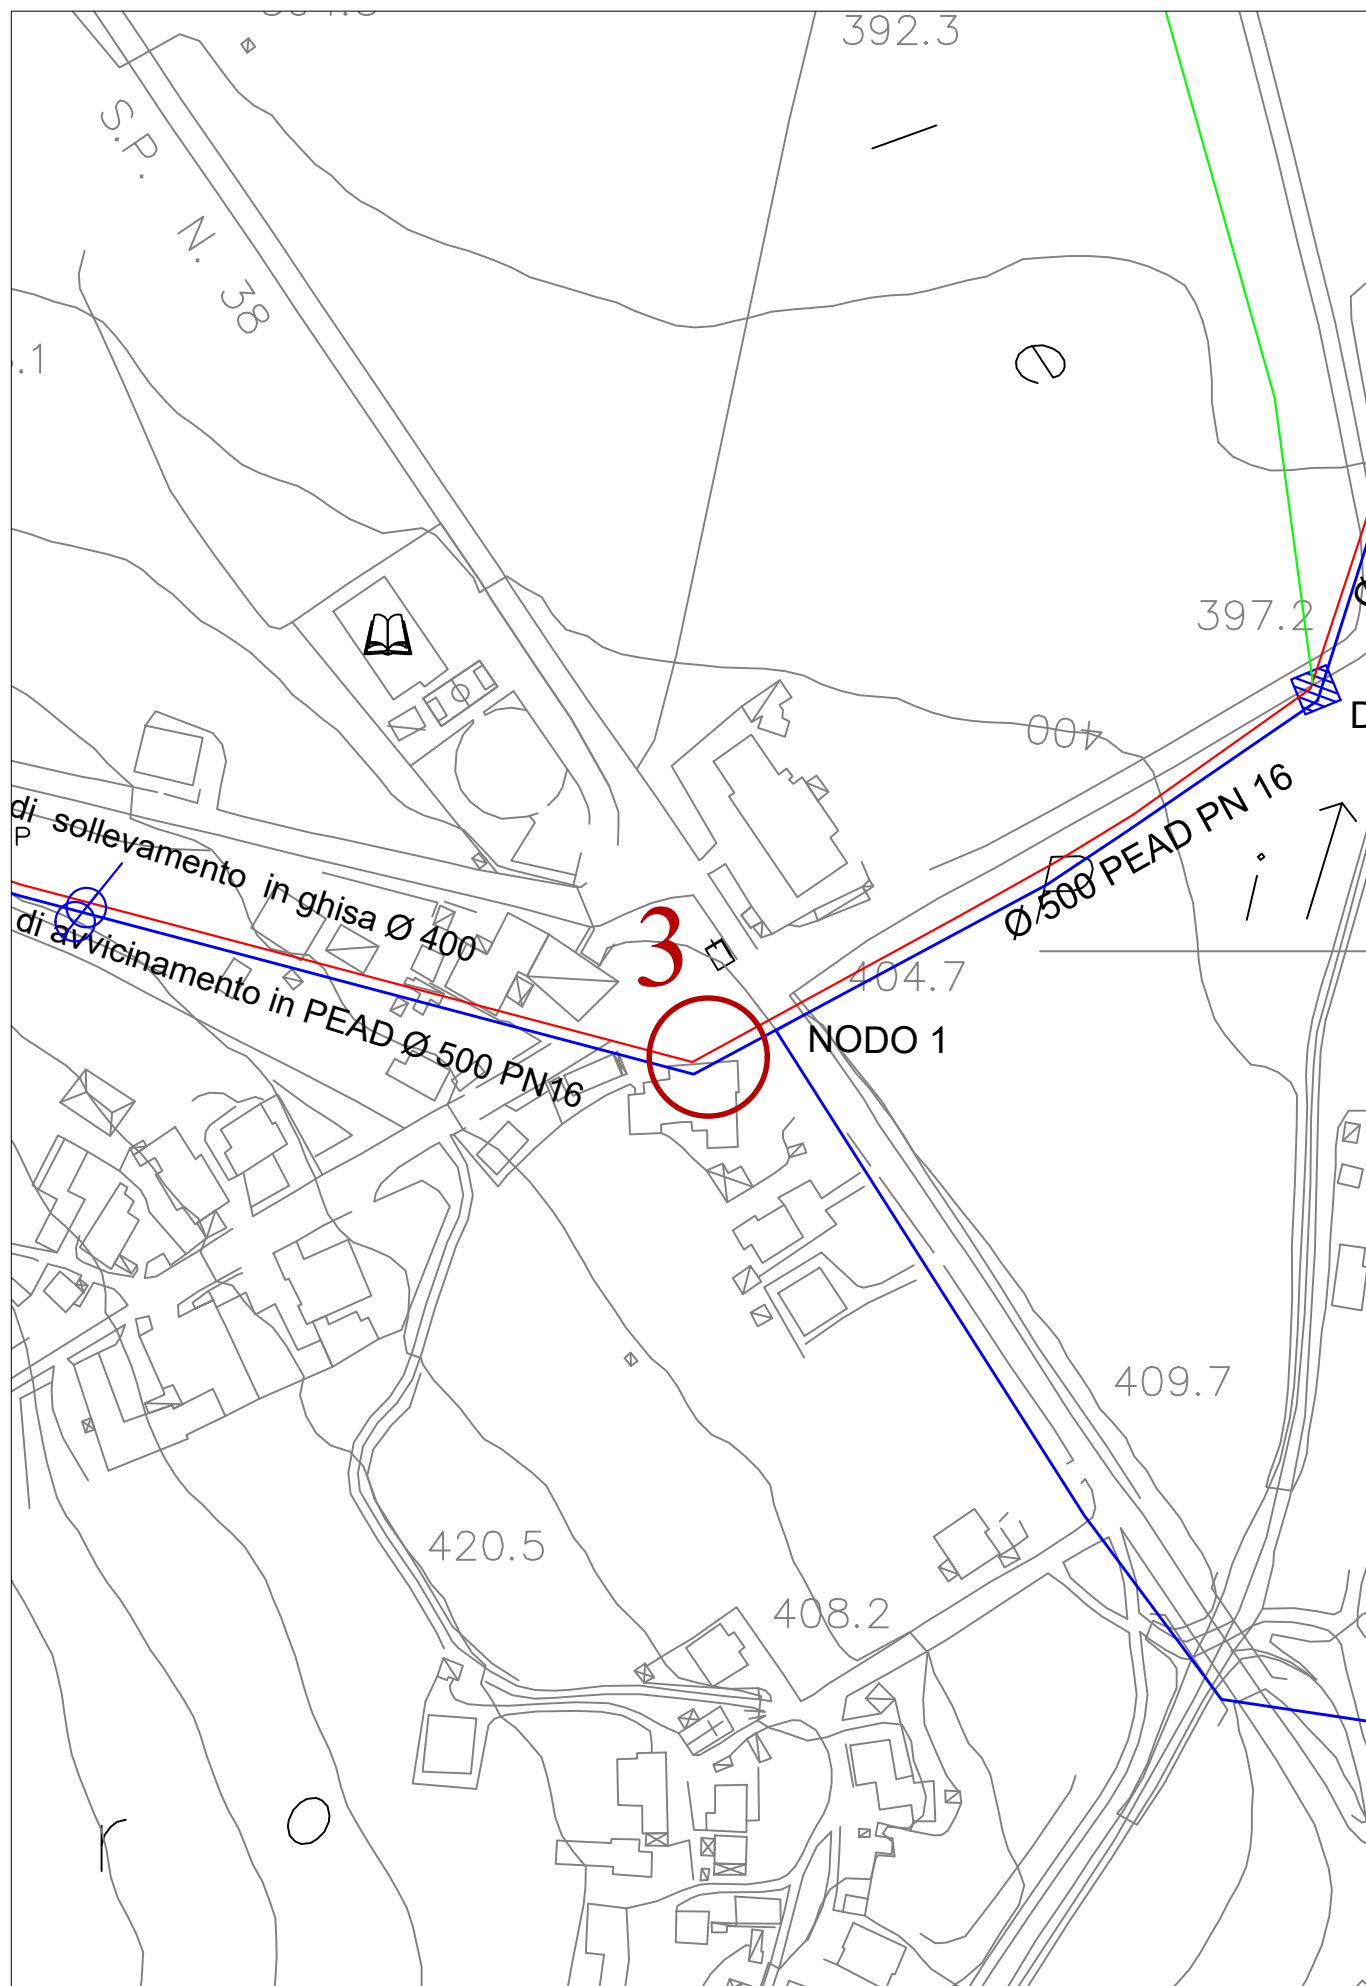 392.3
S.P. N. 38
.1
397.2
400
di sollevamento in ghisa Ø 400
P
di avvicinamento in PEAD Ø 500 PN16
Ø 500 PEAD PN 16
D
3
404.7
NODO 1
409.7
420.5
408.2